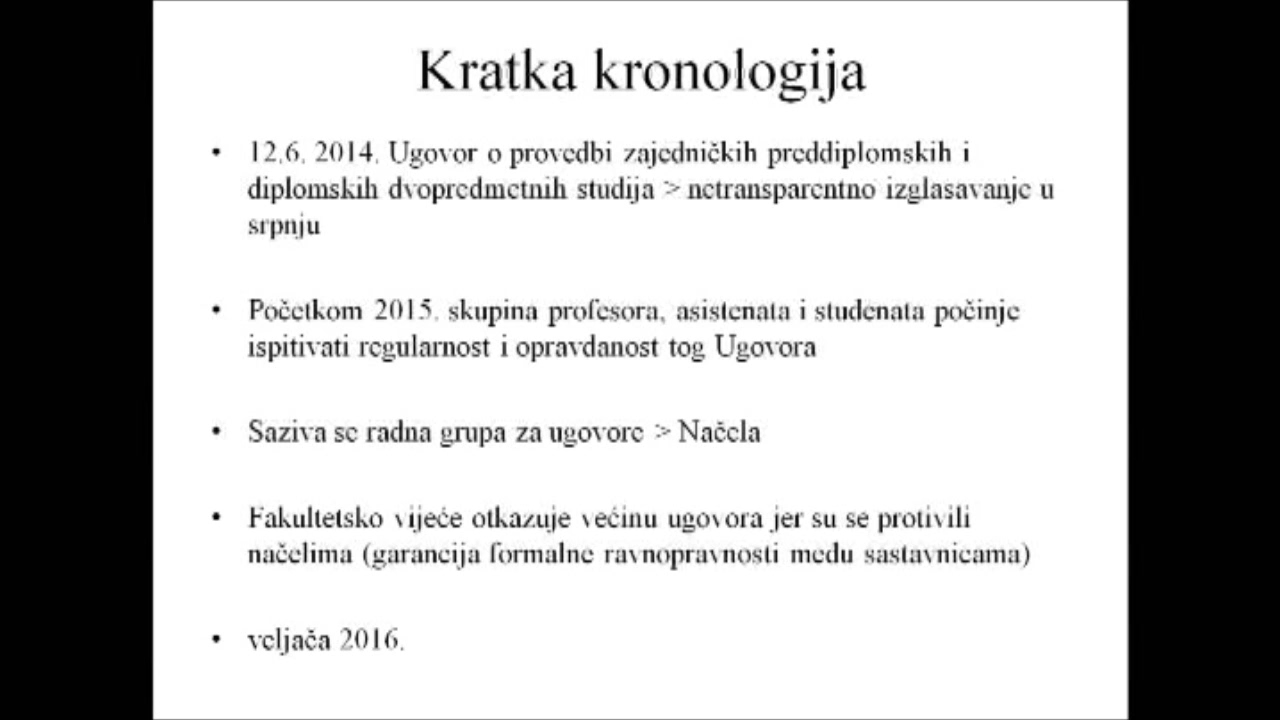 Kratka kronologija
• 12.6. 2014. Ugovor o provedbi zajedničkih preddiplomskih i
diplomskih dvopredmetnih studija > netransparentno izglasavanje u
srpnju
• Početkom 2015. skupina profesora, asistenata i studenata počinje
ispitivati regularnost i opravdanost tog Ugovora
• Saziva se radna grupa za ugovore > Načela
• Fakultetsko vijeće otkazuje većinu ugovora jer su se protivili
načelima (garancija formalne ravnopravnosti među sastavnicama)
• veljača 2016.